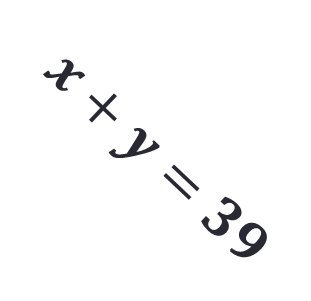 x + y = 39